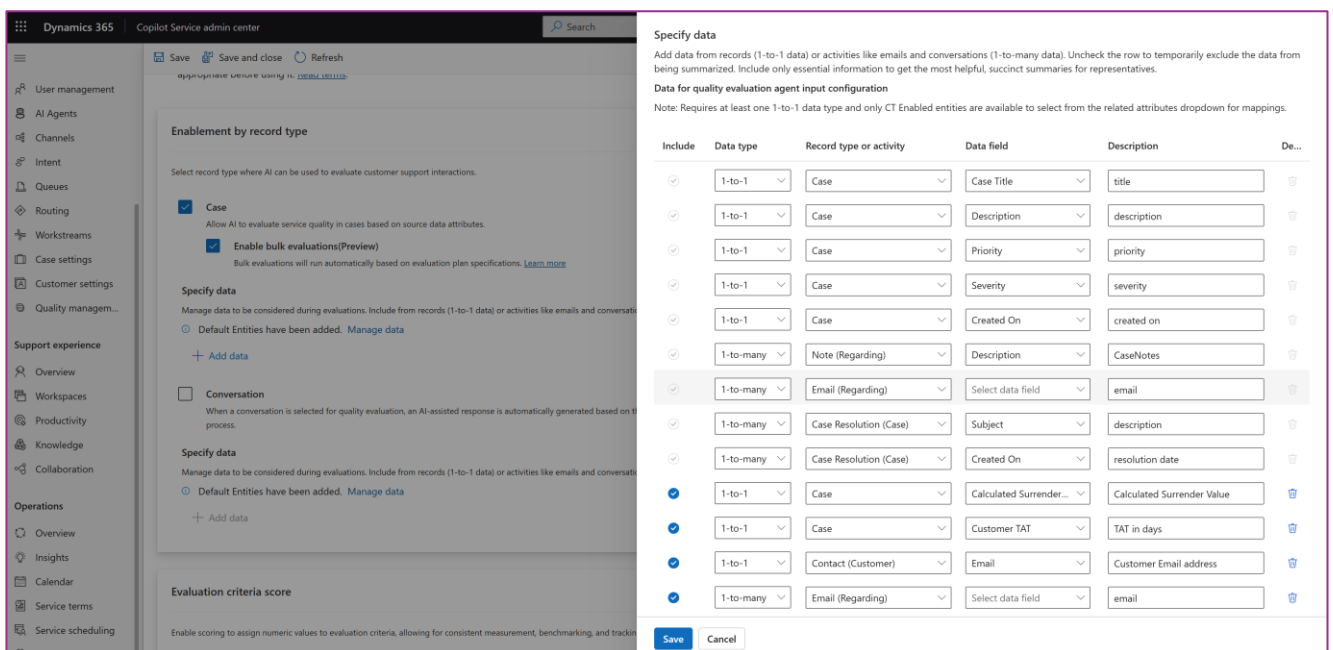 Dynamics 365
Copilot Service admin center
Search
Save
Save and close
Refresh
appropriate before using it. Read terms.
User management
AI Agents
Channels
Intent
Queues
Routing
Workstreams
Case settings
Customer settings
Quality managem...
Support experience
Overview
Workspaces
Productivity
Knowledge
Collaboration
Operations
Overview
Insights
Calendar
Service terms
Service scheduling
Enablement by record type
Select record type where AI can be used to evaluate customer support interactions.
Case
Allow AI to evaluate service quality in cases based on source data attributes.
Enable bulk evaluations(Preview)
Bulk evaluations will run automatically based on evaluation plan specifications. Learn more
Specify data
Manage data to be considered during evaluations. Include from records (1-to-1 data) or activities like emails and conversatio
Default Entities have been added. Manage data
Add data
Conversation
When a conversation is selected for quality evaluation, an AI-assisted response is automatically generated based on th
process.
Specify data
Manage data to be considered during evaluations. Include from records (1-to-1 data) or activities like emails and conversatio
Default Entities have been added. Manage data
Add data
Evaluation criteria score
Enable scoring to assign numeric values to evaluation criteria, allowing for consistent measurement, benchmarking, and trackin
Specify data
Add data from records (1-to-1 data) or activities like emails and conversations (1-to-many data). Uncheck the row to temporarily exclude the data from
being summarized. Include only essential information to get the most helpful, succinct summaries for representatives.
Data for quality evaluation agent input configuration
Note: Requires at least one 1-to-1 data type and only CT Enabled entities are available to select from the related attributes dropdown for mappings.
Include Data type Record type or activity Data field Description De...
1-to-1 Case Case Title title
1-to-1 Case Description description
1-to-1 Case Priority priority
1-to-1 Case Severity severity
1-to-1 Case Created On created on
1-to-many Note (Regarding) Description CaseNotes
1-to-many Email (Regarding) Select data field email
1-to-many Case Resolution (Case) Subject description
1-to-many Case Resolution (Case) Created On resolution date
1-to-1 Case Calculated Surrender... Calculated Surrender Value
1-to-1 Case Customer TAT TAT in days
1-to-1 Contact (Customer) Email Customer Email address
1-to-many Email (Regarding) Select data field email
Save Cancel